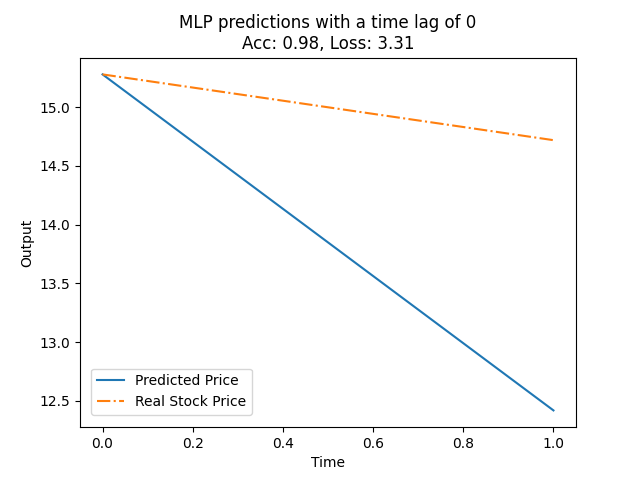 MLP predictions with a time lag of 0
Acc: 0.98, Loss: 3.31
Output
15.0
14.5
14.0
13.5
13.0
12.5
Predicted Price
Real Stock Price
0.0 0.2 0.4 0.6 0.8 1.0
Time